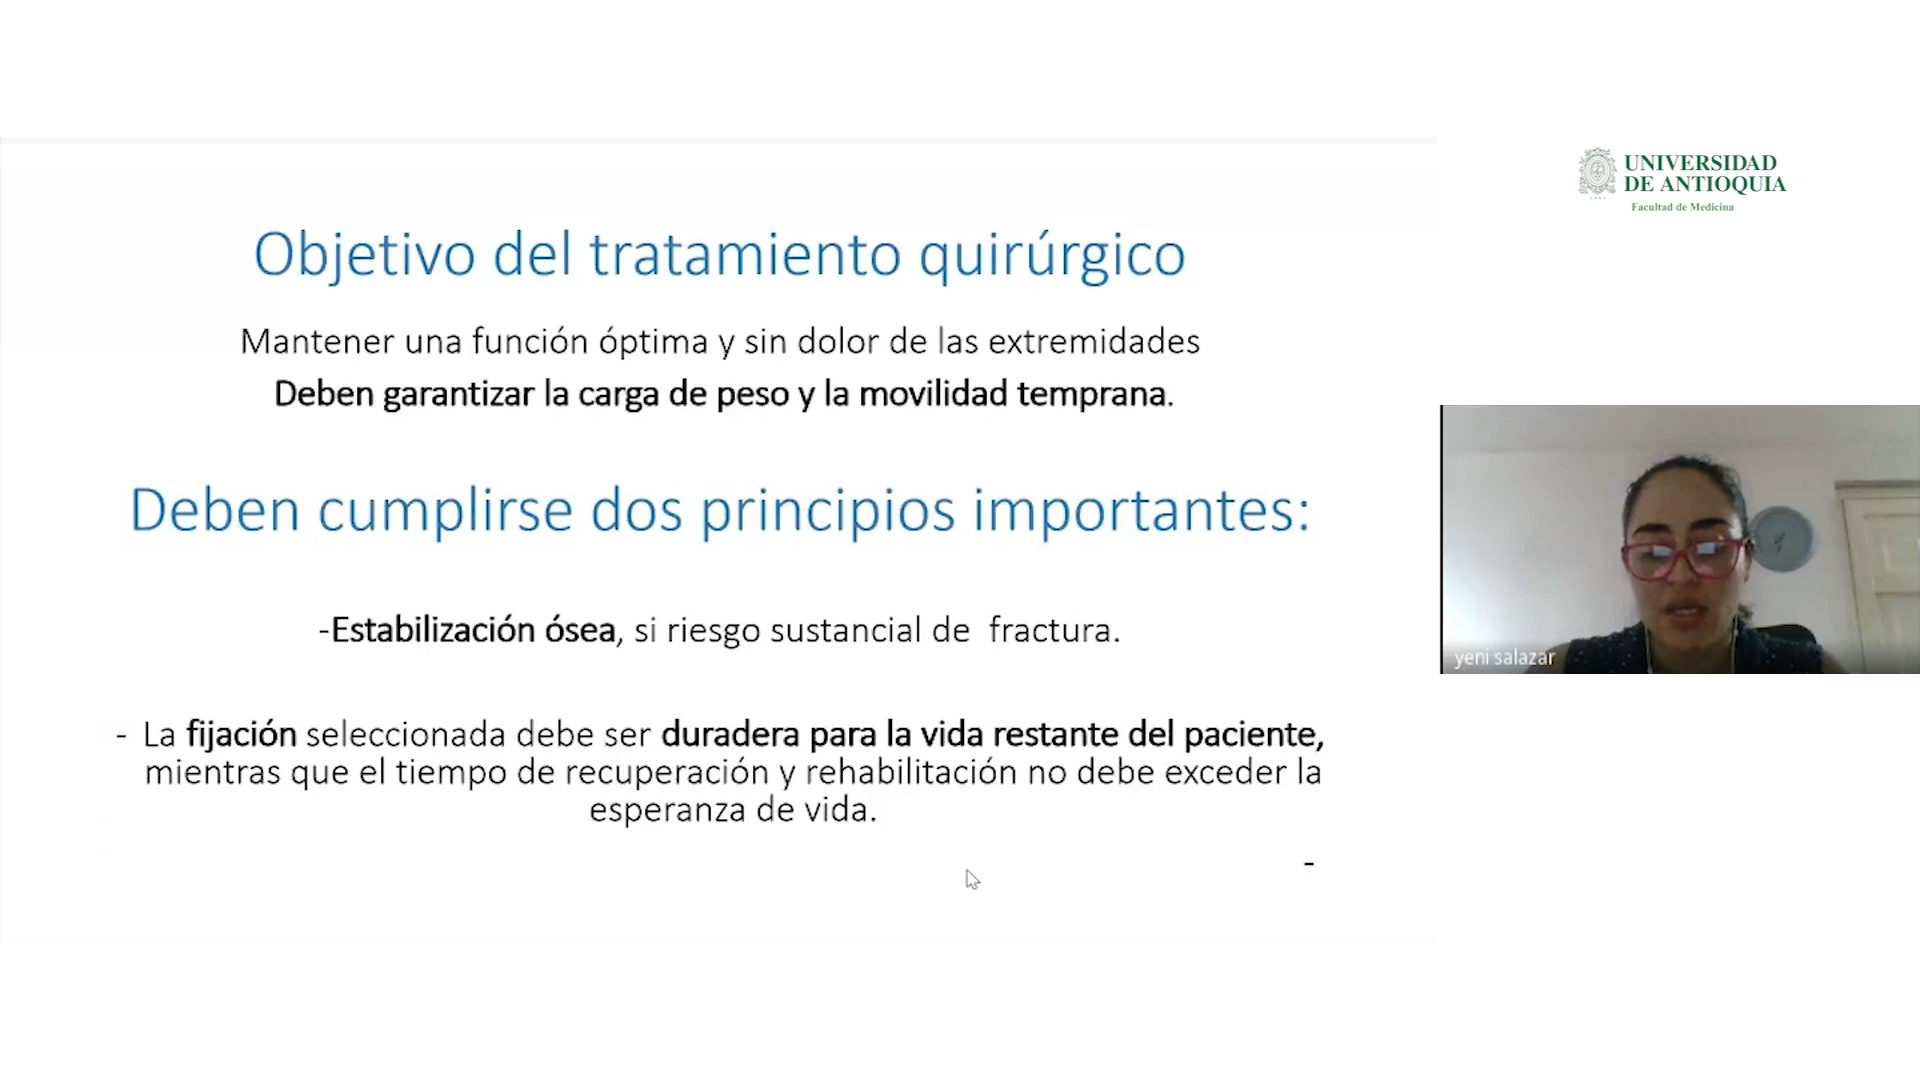 UNIVERSIDAD
DE ANTIOQUIA
Facultad de Medicina
Objetivo del tratamiento quirúrgico
Mantener una función óptima y sin dolor de las extremidades
Deben garantizar la carga de peso y la movilidad temprana.
Deben cumplirse dos principios importantes:
-Estabilización ósea, si riesgo sustancial de fractura.
- La fijación seleccionada debe ser duradera para la vida restante del paciente,
mientras que el tiempo de recuperación y rehabilitación no debe exceder la
esperanza de vida.
-
yeni salazar